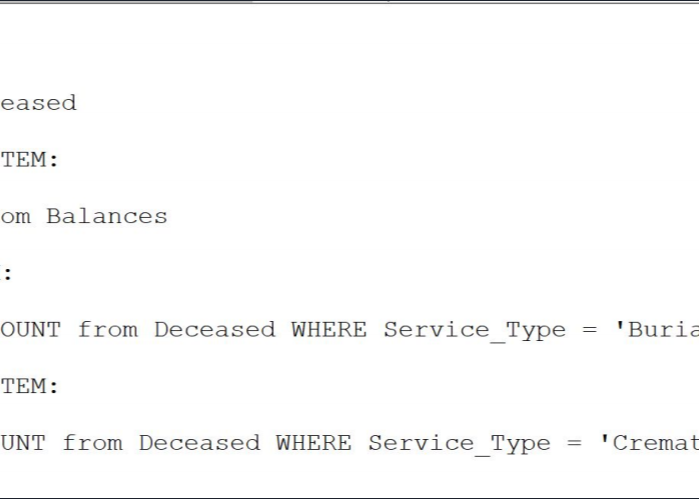 eased
TEM:
om Balances
:
OUNT from Deceased WHERE Service_Type = 'Buria
TEM:
UNT from Deceased WHERE Service_Type = 'Cremat